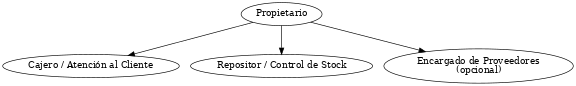 Propietario
Cajero / Atención al Cliente
Repositor / Control de Stock
Encargado de Proveedores
(opcional)